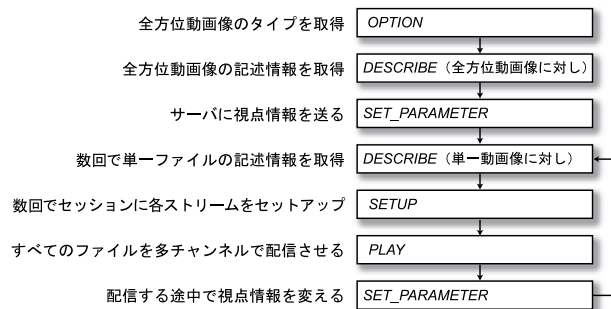 全方位動画像のタイプを取得 OPTION
全方位動画像の記述情報を取得 DESCRIBE（全方位動画像に対し）
サーバに視点情報を送る SET_PARAMETER
数回で単一ファイルの記述情報を取得 DESCRIBE（単一動画像に対し）
数回でセッションに各ストリームをセットアップ SETUP
すべてのファイルを多チャンネルで配信させる PLAY
配信する途中で視点情報を変える SET_PARAMETER